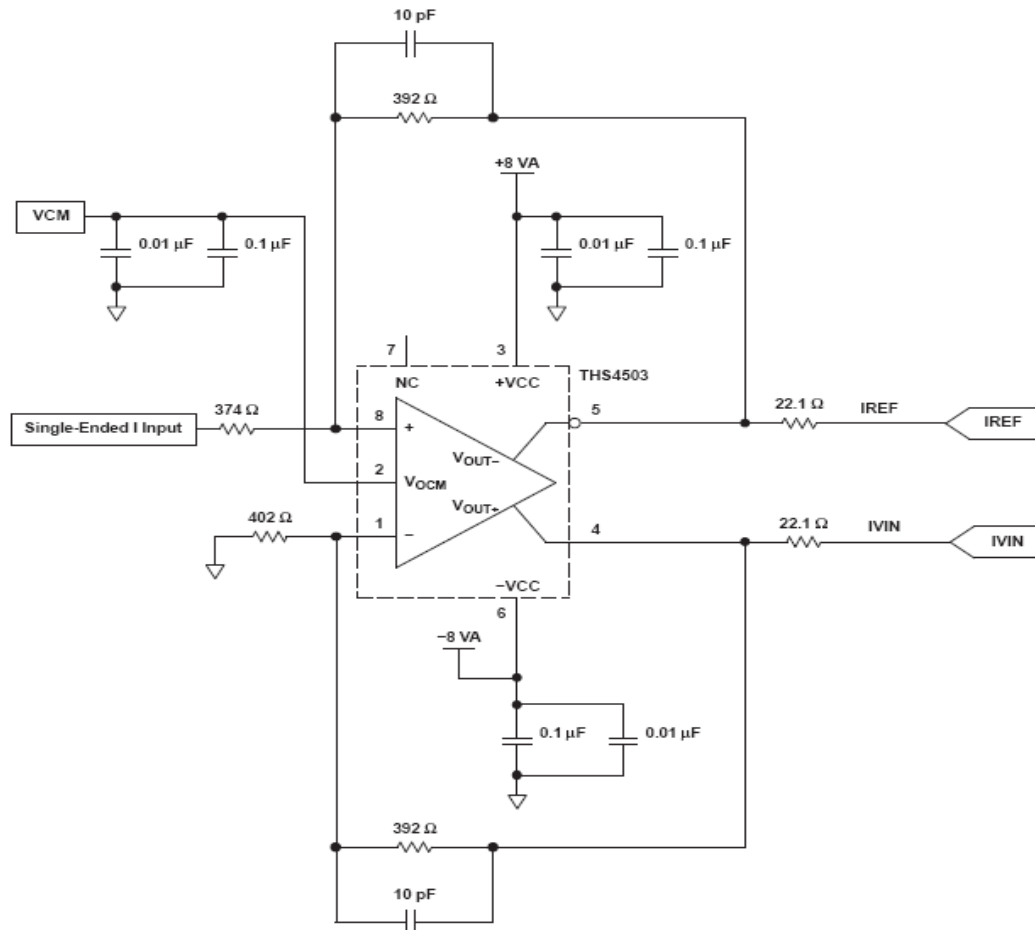 10 pF
392 Ω
+8 VA
VCM
0.01 μF
0.1 μF
0.01 μF
0.1 μF
7
3
THS4503
NC
+VCC
Single-Ended I Input
374 Ω
8
+
5
22.1 Ω
IREF
IREF
VOUT−
2
VOCM
VOUT+
402 Ω
1
−
4
22.1 Ω
IVIN
IVIN
−VCC
6
−8 VA
0.1 μF
0.01 μF
392 Ω
10 pF